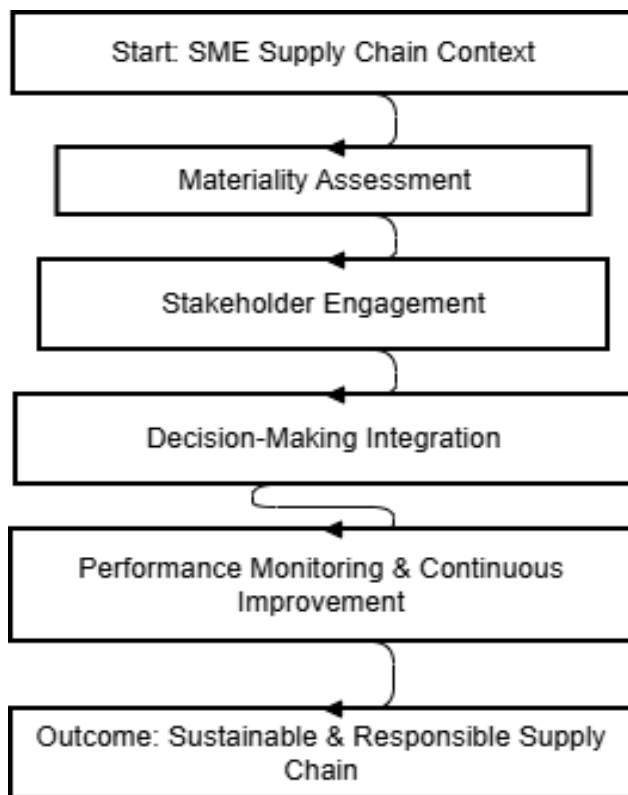 Start: SME Supply Chain Context
Materiality Assessment
Stakeholder Engagement
Decision-Making Integration
Performance Monitoring & Continuous
Improvement
Outcome: Sustainable & Responsible Supply
Chain